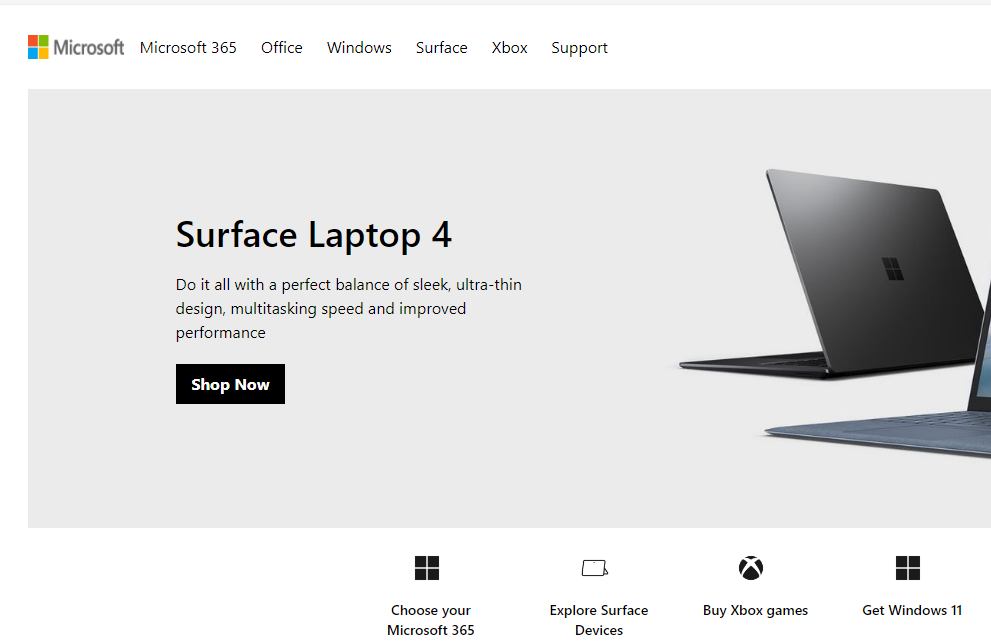 Microsoft Microsoft 365 Office Windows Surface Xbox Support
Surface Laptop 4
Do it all with a perfect balance of sleek, ultra-thin
design, multitasking speed and improved
performance
Shop Now
Choose your
Microsoft 365
Explore Surface
Devices
Buy Xbox games
Get Windows 11